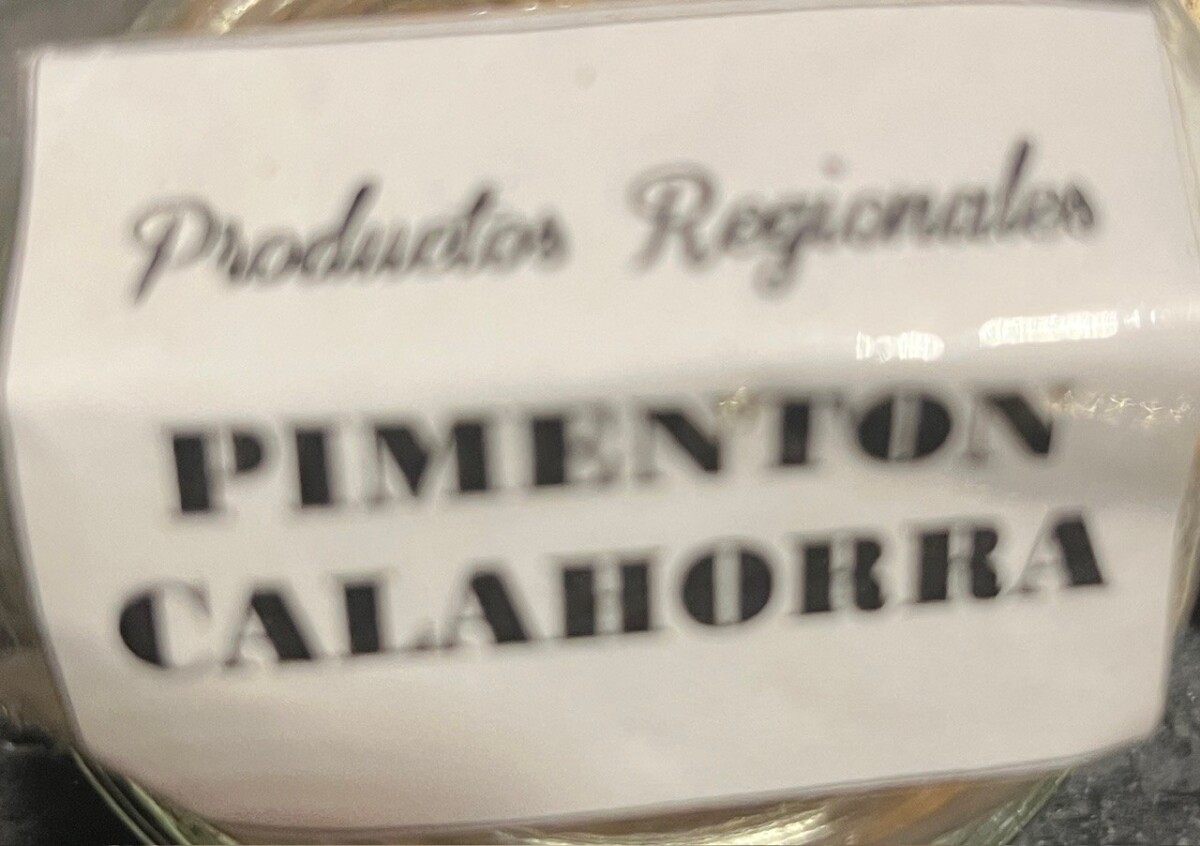 Productos Regionales
PIMENTON
CALAHORRA